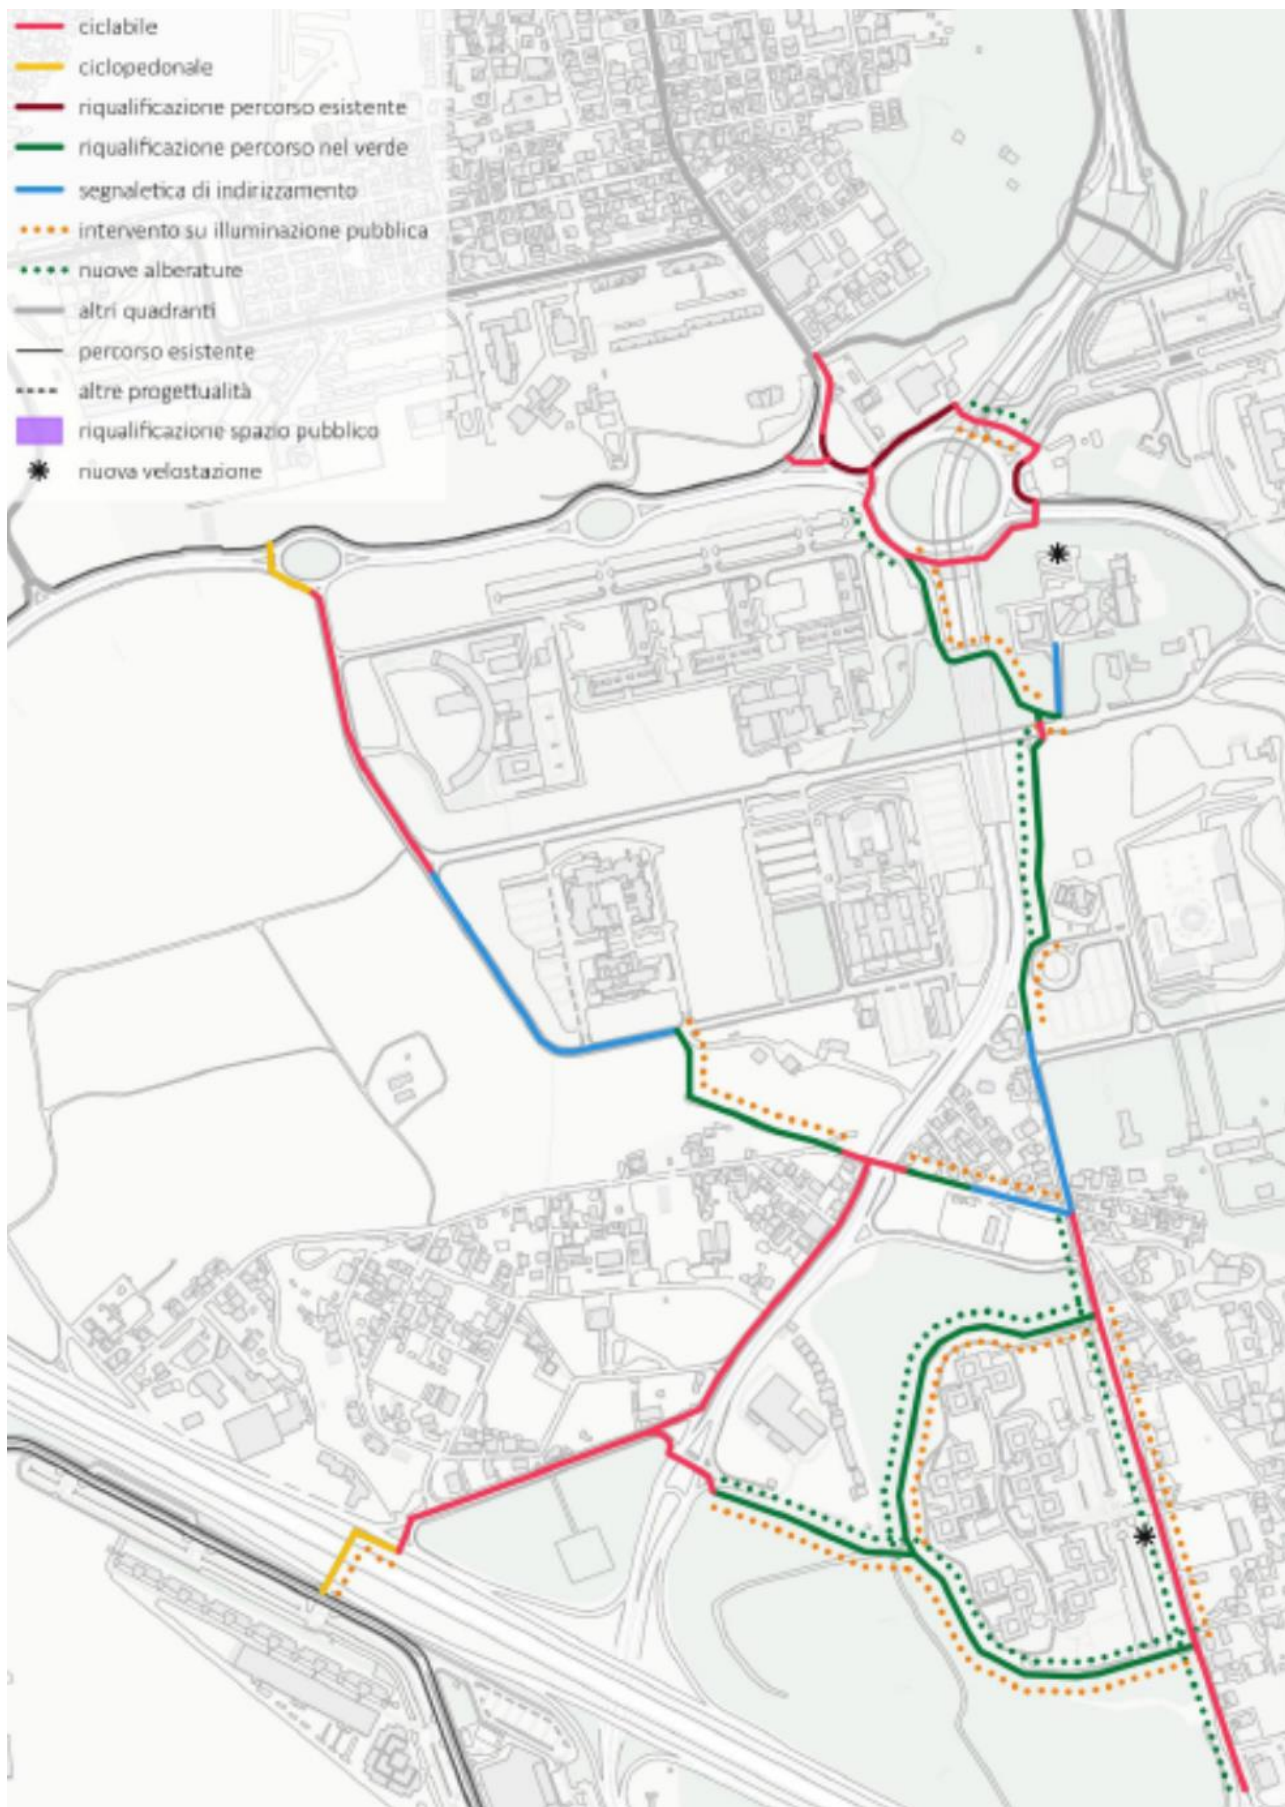 ciclabile
ciclopedonale
riqualificazione percorso esistente
riqualificazione percorso nel verde
segnaletica di indirizzamento
intervento su illuminazione pubblica
nuove alberature
altri quadranti
percorso esistente
altre progettualità
riqualificazione spazio pubblico
nuova velostazione